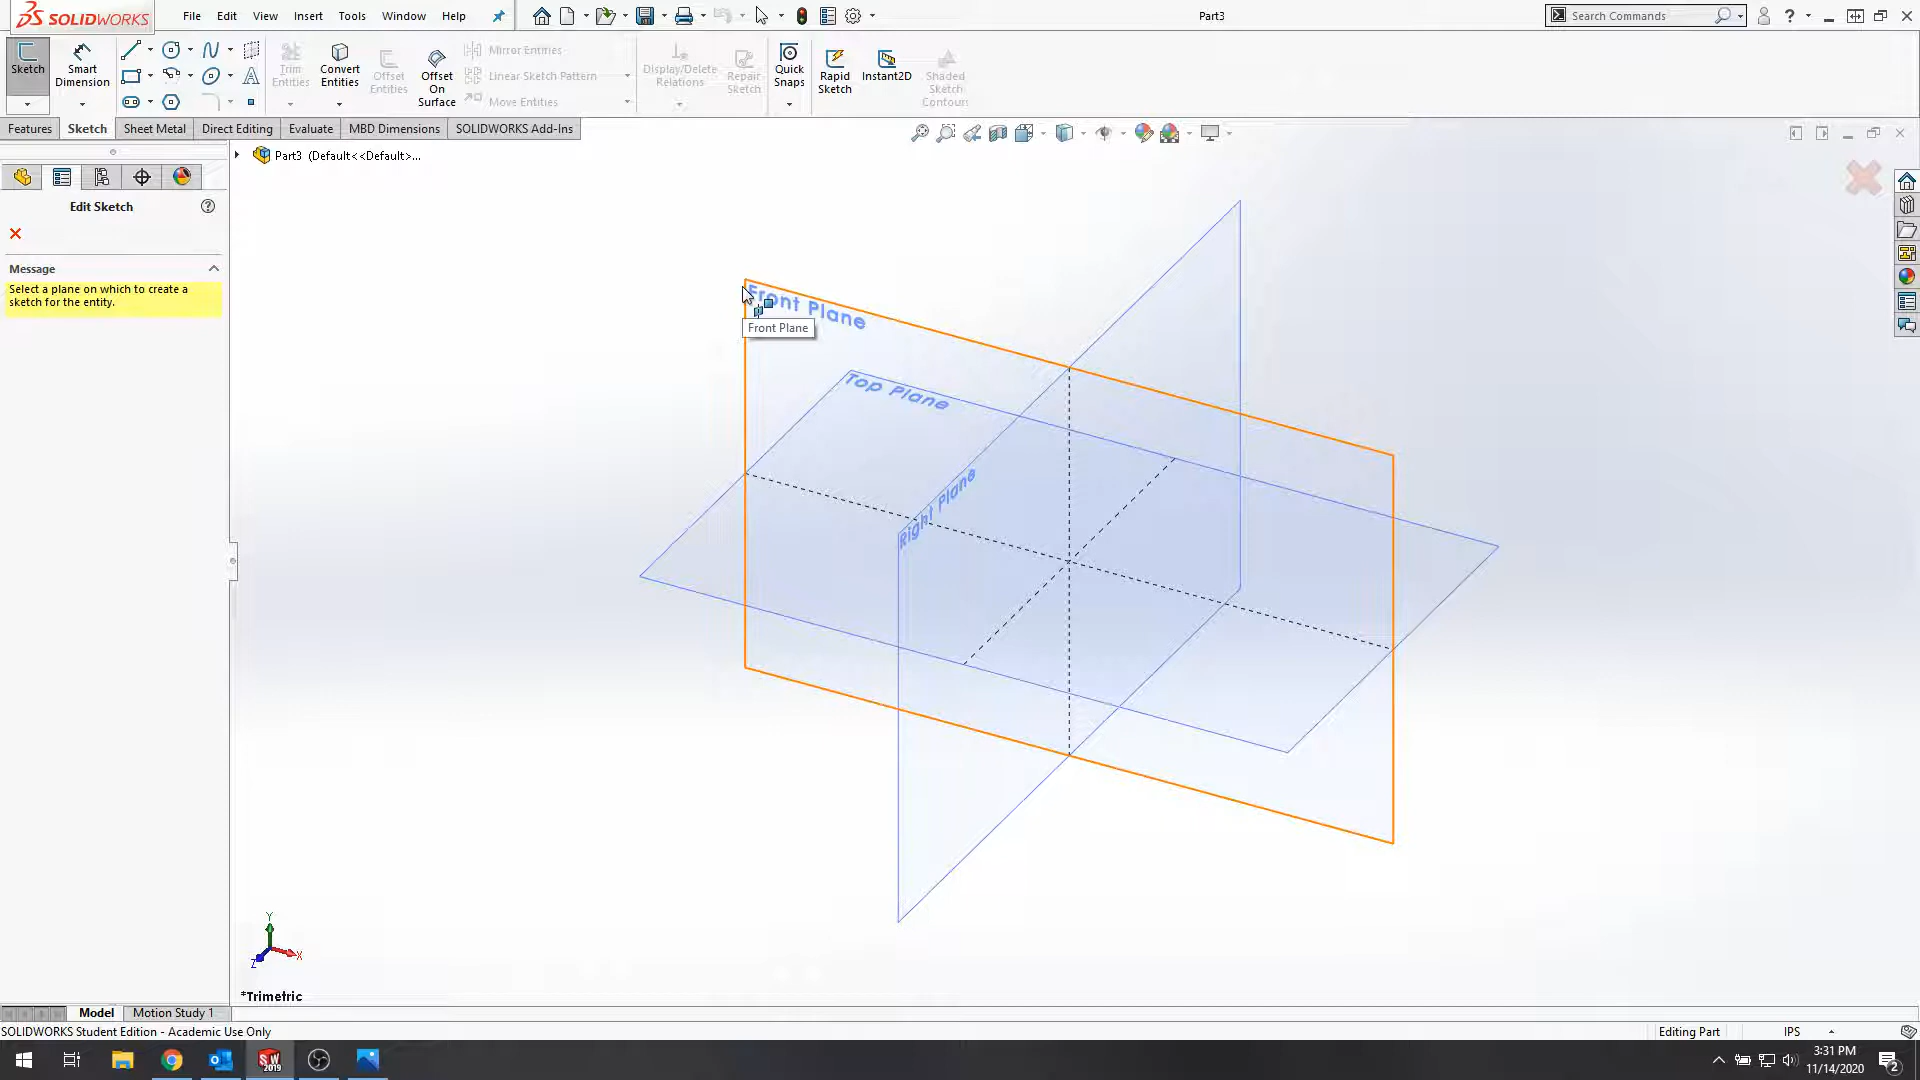 SOLIDWORKS
File Edit View Insert Tools Window Help
Part3
Search Commands
Sketch
Smart Dimension
Trim Entities
Convert Entities
Offset Entities
Offset On Surface
Mirror Entities
Linear Sketch Pattern
Move Entities
Display/Delete Relations
Repair Sketch
Quick Snaps
Rapid Sketch
Instant2D
Shaded Sketch Contours
Features Sketch Sheet Metal Direct Editing Evaluate MBD Dimensions SOLIDWORKS Add-Ins
Part3 (Default<<Default>...
Edit Sketch
Message
Select a plane on which to create a
sketch for the entity.
Front Plane
Front Plane
Top Plane
Right Plane
Y
X
Z
*Trimetric
Model Motion Study 1
SOLIDWORKS Student Edition - Academic Use Only
Editing Part
IPS
SW
2019
3:31 PM
11/14/2020
2